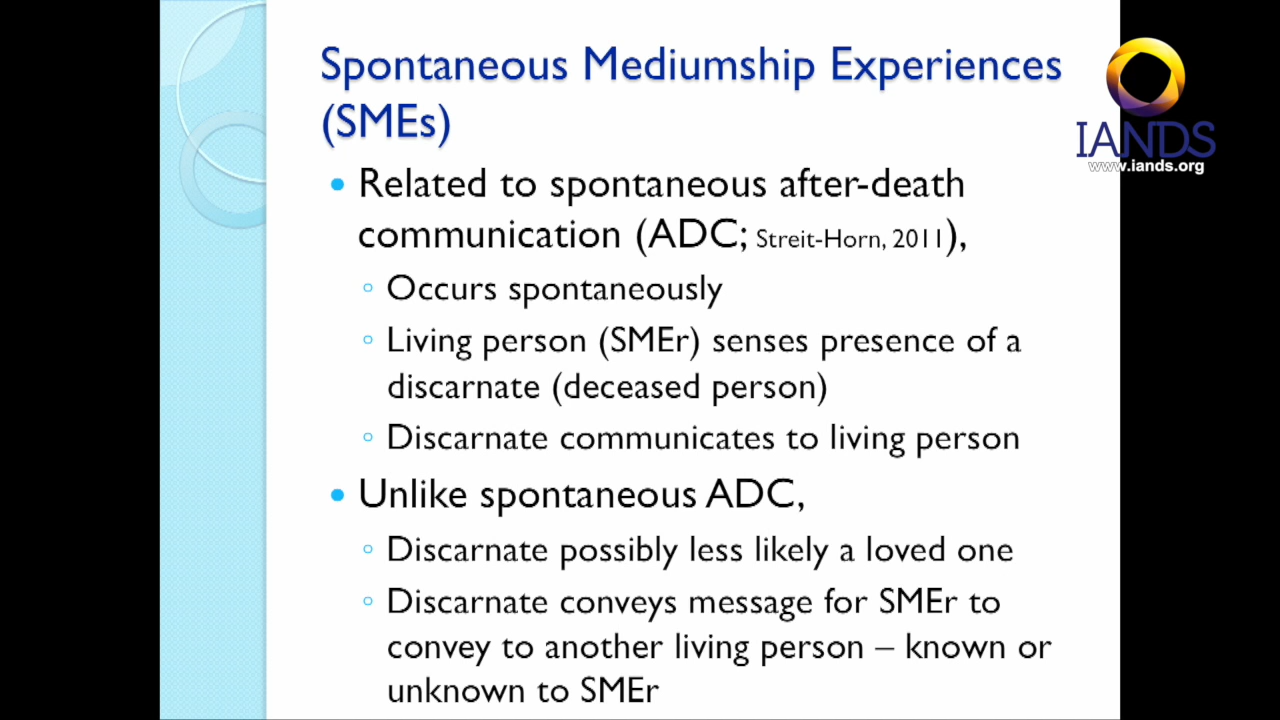 Spontaneous Mediumship Experiences
(SMEs)
IANDS
www.iands.org
• Related to spontaneous after-death
communication (ADC; Streit-Horn, 2011),
◦ Occurs spontaneously
◦ Living person (SMEr) senses presence of a
discarnate (deceased person)
◦ Discarnate communicates to living person
• Unlike spontaneous ADC,
◦ Discarnate possibly less likely a loved one
◦ Discarnate conveys message for SMEr to
convey to another living person – known or
unknown to SMEr